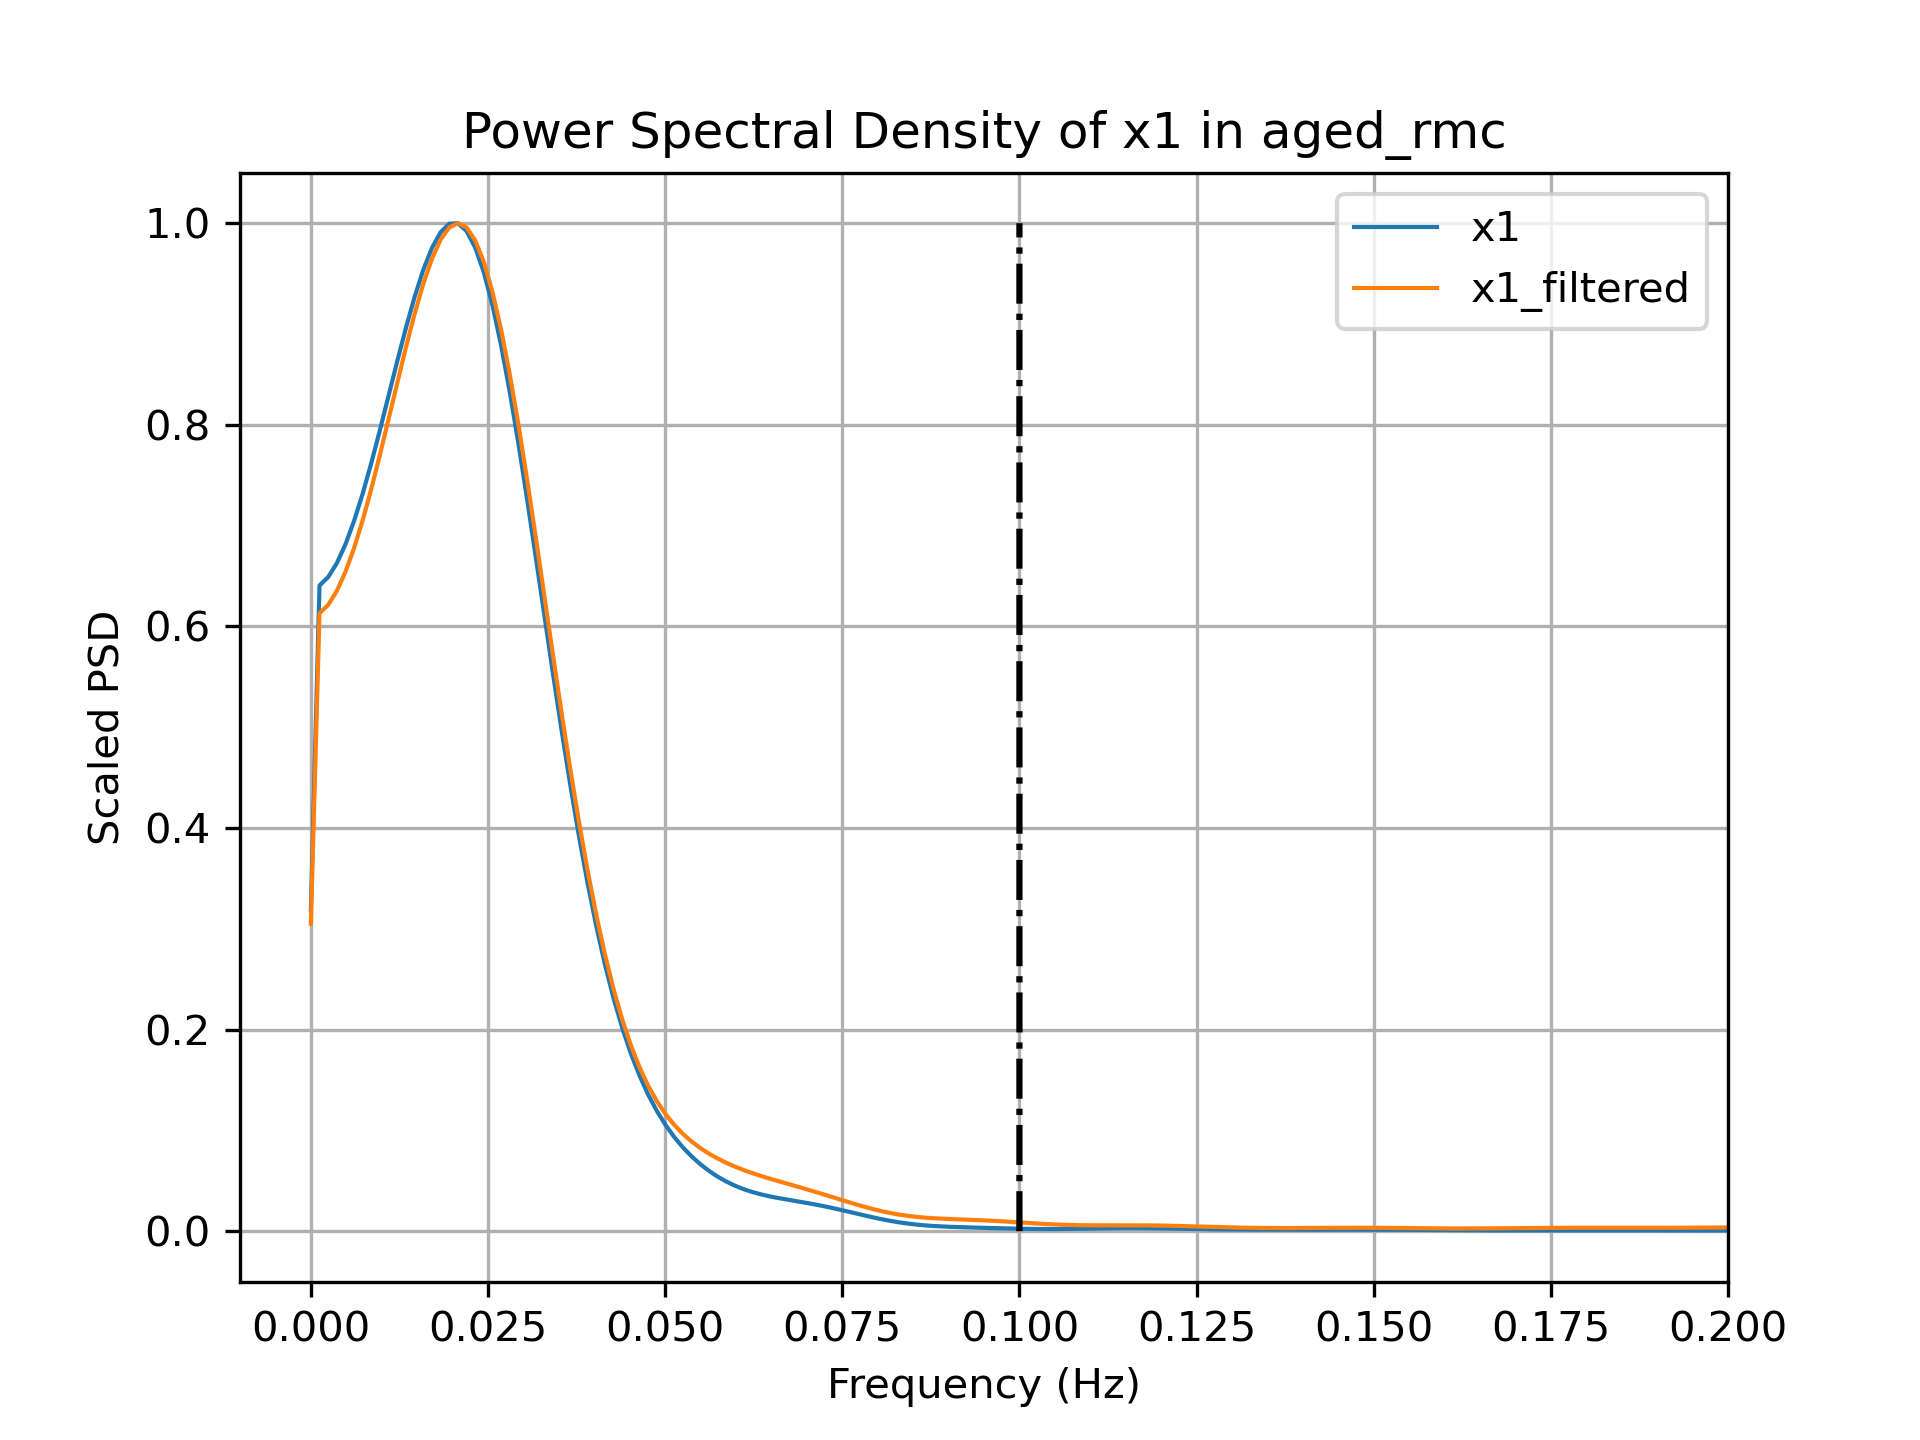 Power Spectral Density of x1 in aged_rmc
x1
x1_filtered
1.0
0.8
0.6
0.4
0.2
0.0
Scaled PSD
0.000 0.025 0.050 0.075 0.100 0.125 0.150 0.175 0.200
Frequency (Hz)